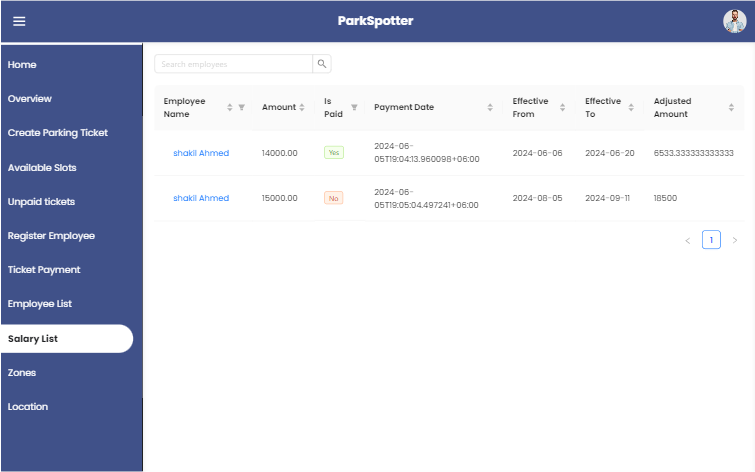 ParkSpotter
Home
Overview
Create Parking Ticket
Available Slots
Unpaid tickets
Register Employee
Ticket Payment
Employee List
Salary List
Zones
Location
Search employees
Employee Name Amount Is Paid Payment Date Effective From Effective To Adjusted Amount
shakil Ahmed 14000.00 Yes 2024-06-05T19:04:13.960098+06:00 2024-06-06 2024-06-20 6533.333333333333
shakil Ahmed 15000.00 No 2024-06-05T19:05:04.497241+06:00 2024-08-05 2024-09-11 18500
< 1 >